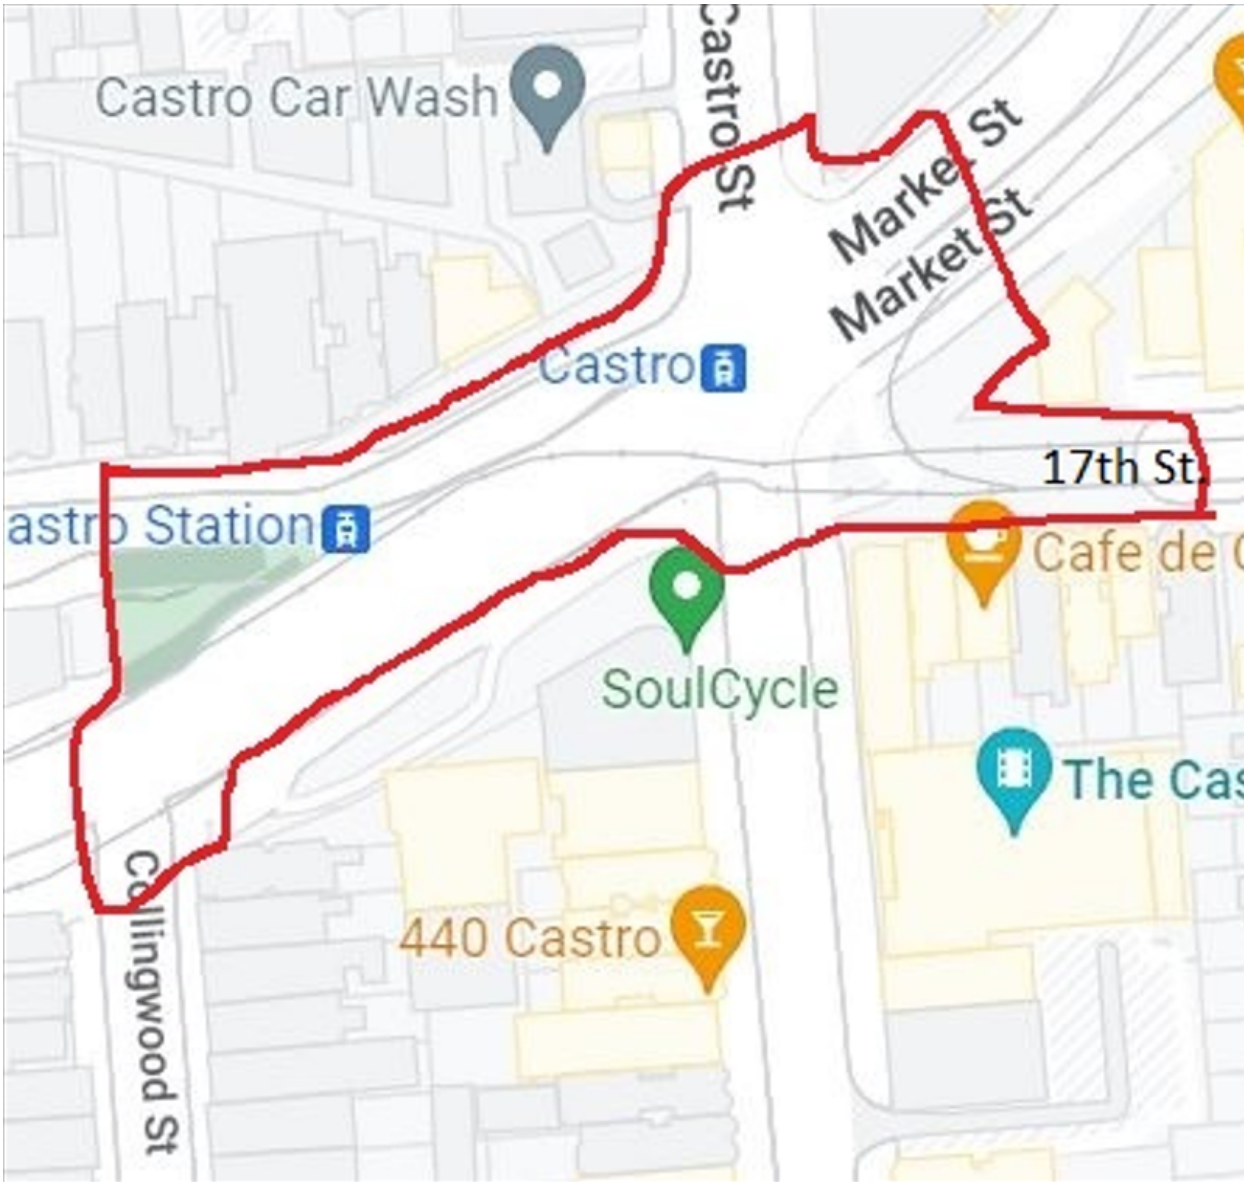 Castro St
Castro Car Wash
Market St
Market St
Castro
17th St.
astro Station
Cafe de C
SoulCycle
The Cas
Collingwood St
440 Castro